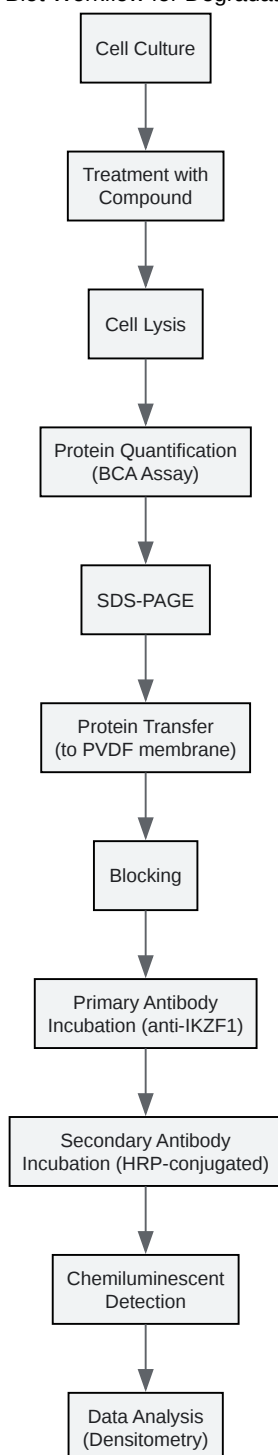 Cell Culture
Treatment with
Compound
Cell Lysis
Protein Quantification
(BCA Assay)
SDS-PAGE
Protein Transfer
(to PVDF membrane)
Blocking
Primary Antibody
Incubation (anti-IKZF1)
Secondary Antibody
Incubation (HRP-conjugated)
Chemiluminescent
Detection
Data Analysis
(Densitometry)